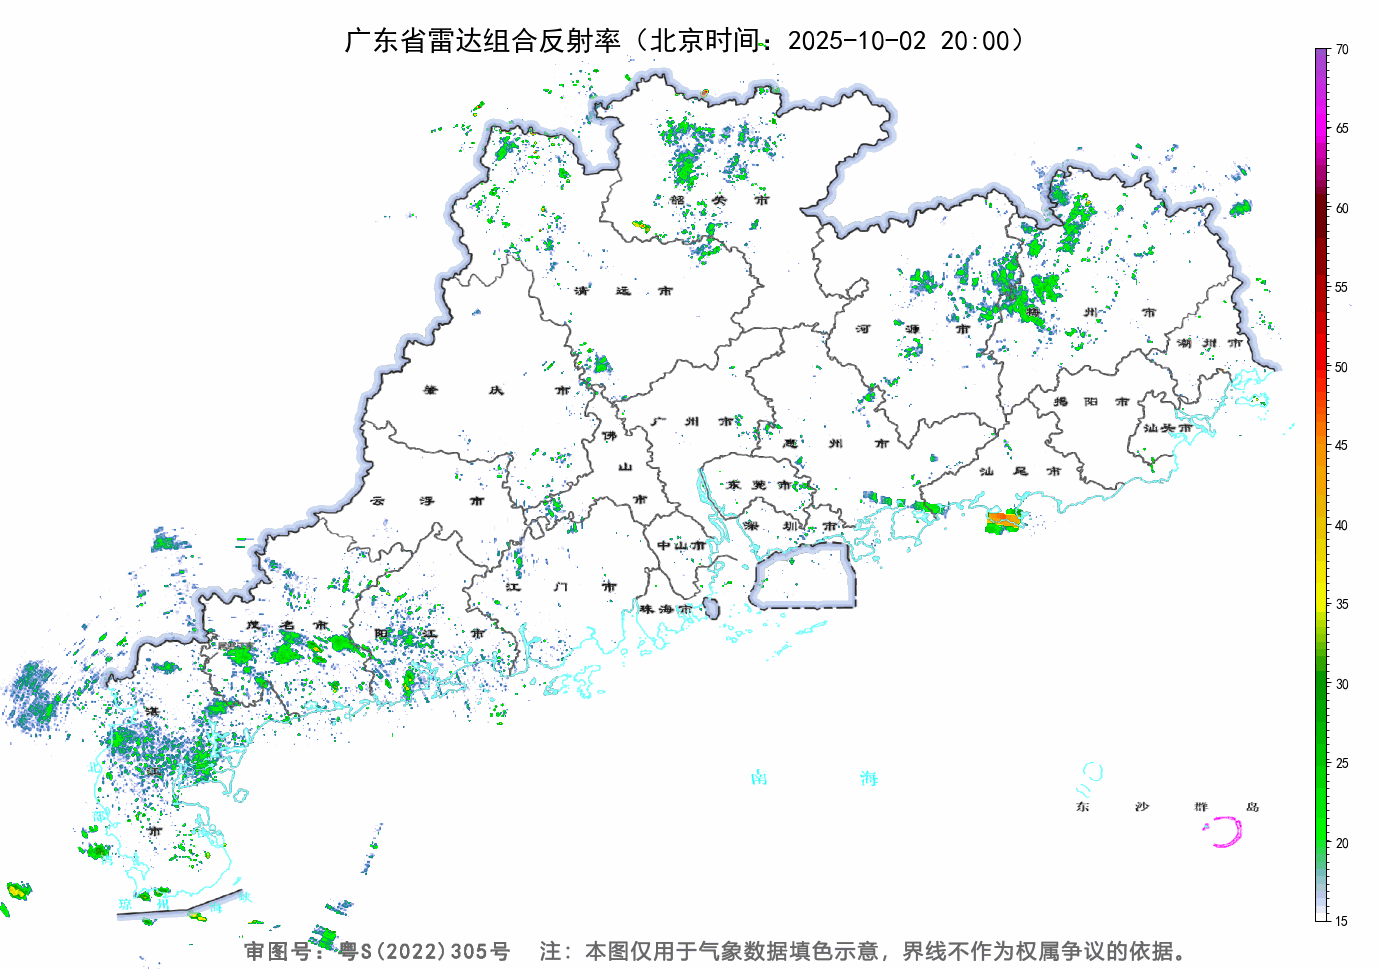 广东省雷达组合反射率（北京时间：2025-10-02 20:00）
70
65
60
55
50
45
40
35
30
25
20
15
韶关市
清远市
河源市
梅州市
潮州市
肇庆市
广州市
佛山市
惠州市
揭阳市
汕头市
汕尾市
云浮市
东莞市
深圳市
中山市
江门市
珠海市
茂名市
阳江市
湛江市
北部湾
琼州海峡
南海
东沙群岛
审图号：粤S(2022)305号 注：本图仅用于气象数据填色示意，界线不作为权属争议的依据。